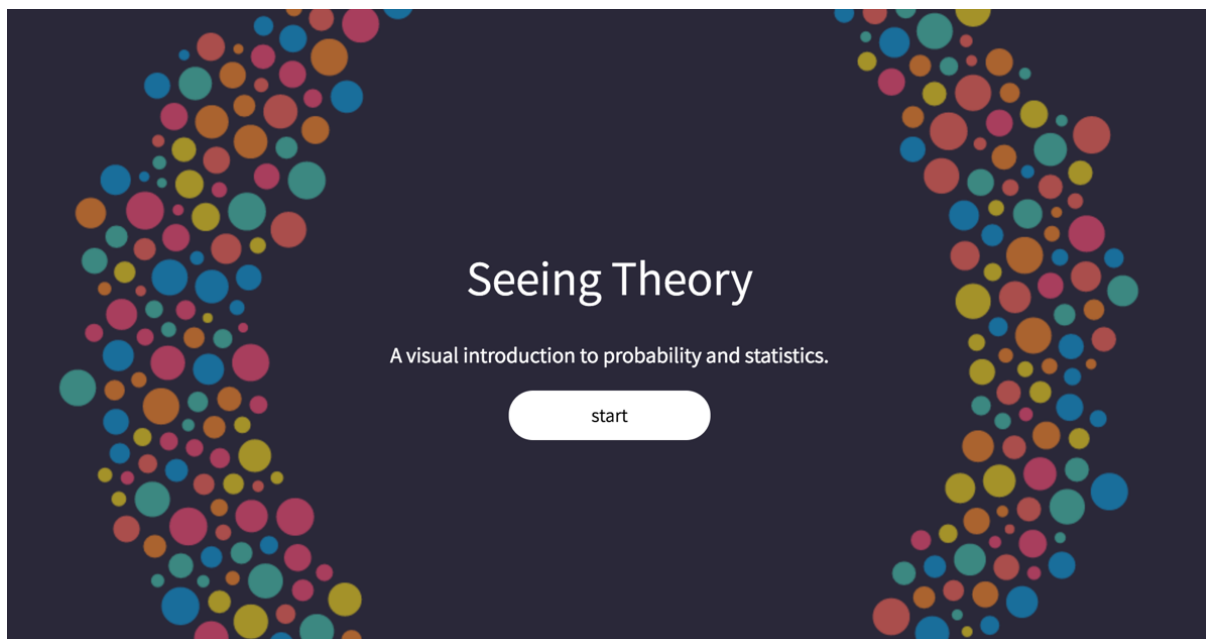 Seeing Theory
A visual introduction to probability and statistics.
start